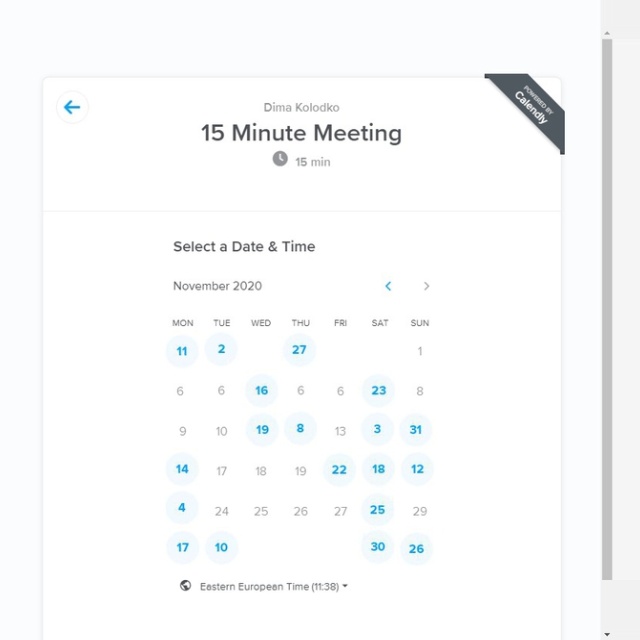 Dima Kolodko
15 Minute Meeting
15 min
POWERED BY
Calendly
Select a Date & Time
November 2020
MON TUE WED THU FRI SAT SUN
11 2 27 1
6 6 16 6 6 23 8
9 10 19 8 13 3 31
14 17 18 19 22 18 12
4 24 25 26 27 25 29
17 10 30 26
Eastern European Time (11:38)